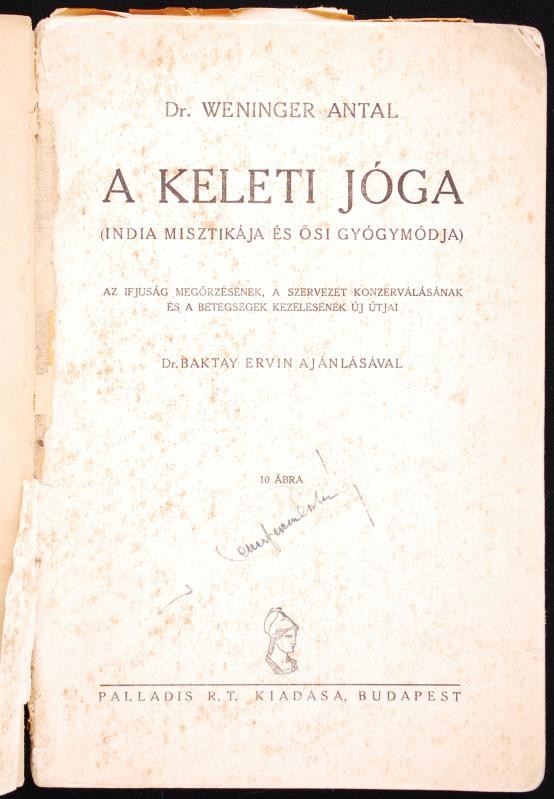 Dr. WENINGER ANTAL
A KELETI JÓGA
(INDIA MISZTIKÁJA ÉS ŐSI GYÓGYMÓDJA)
AZ IFJUSÁG MEGŐRZÉSÉNEK, A SZERVEZET KONZERVÁLÁSÁNAK
ÉS A BETEGSÉGEK KEZELÉSÉNEK ÚJ ÚTJAI
Dr. BAKTAY ERVIN AJÁNLÁSÁVAL
10 ÁBRA
PALLADIS R.T. KIADÁSA, BUDAPEST